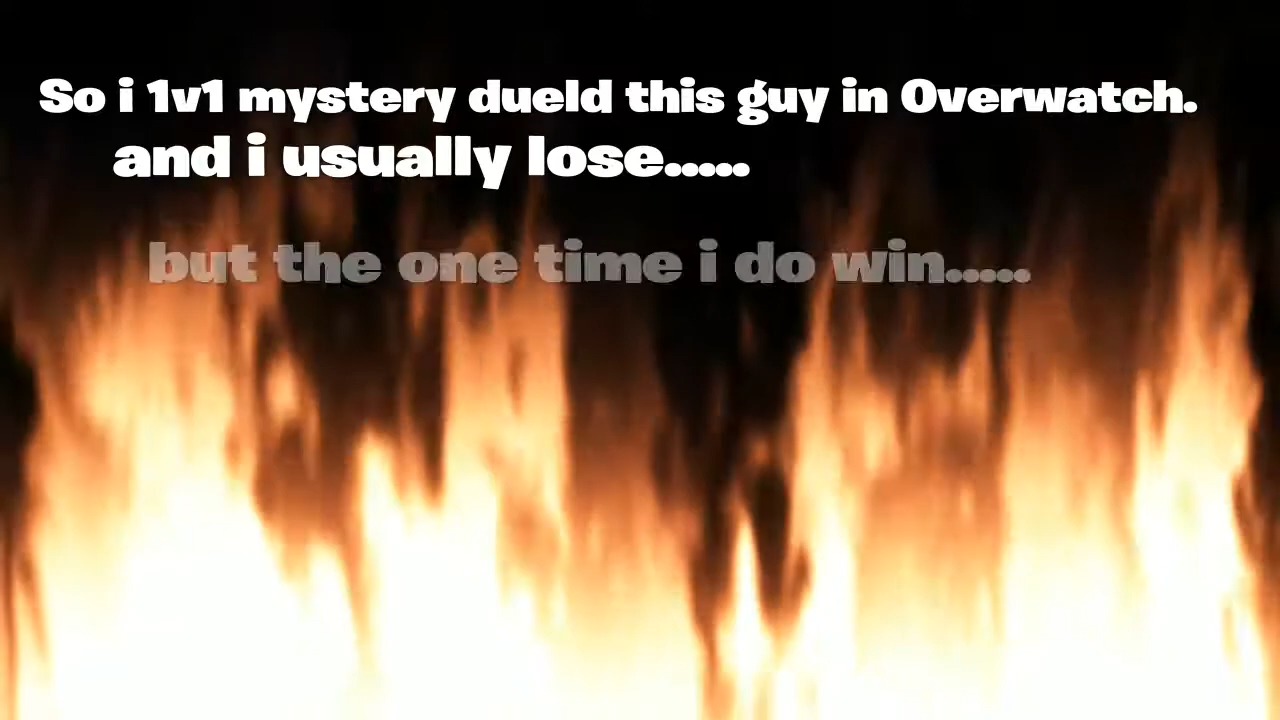 So i 1v1 mystery dueld this guy in Overwatch.
and i usually lose.....
but the one time i do win.....